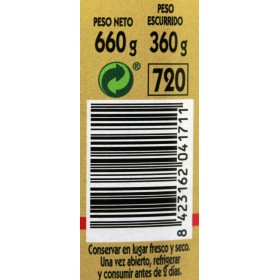 PESO NETO
660 g
PESO
ESCURRIDO
360 g
®
720
8 423162 041711
Conservar en lugar fresco y seco.
Una vez abierto, refrigerar
y consumir antes de 2 días.